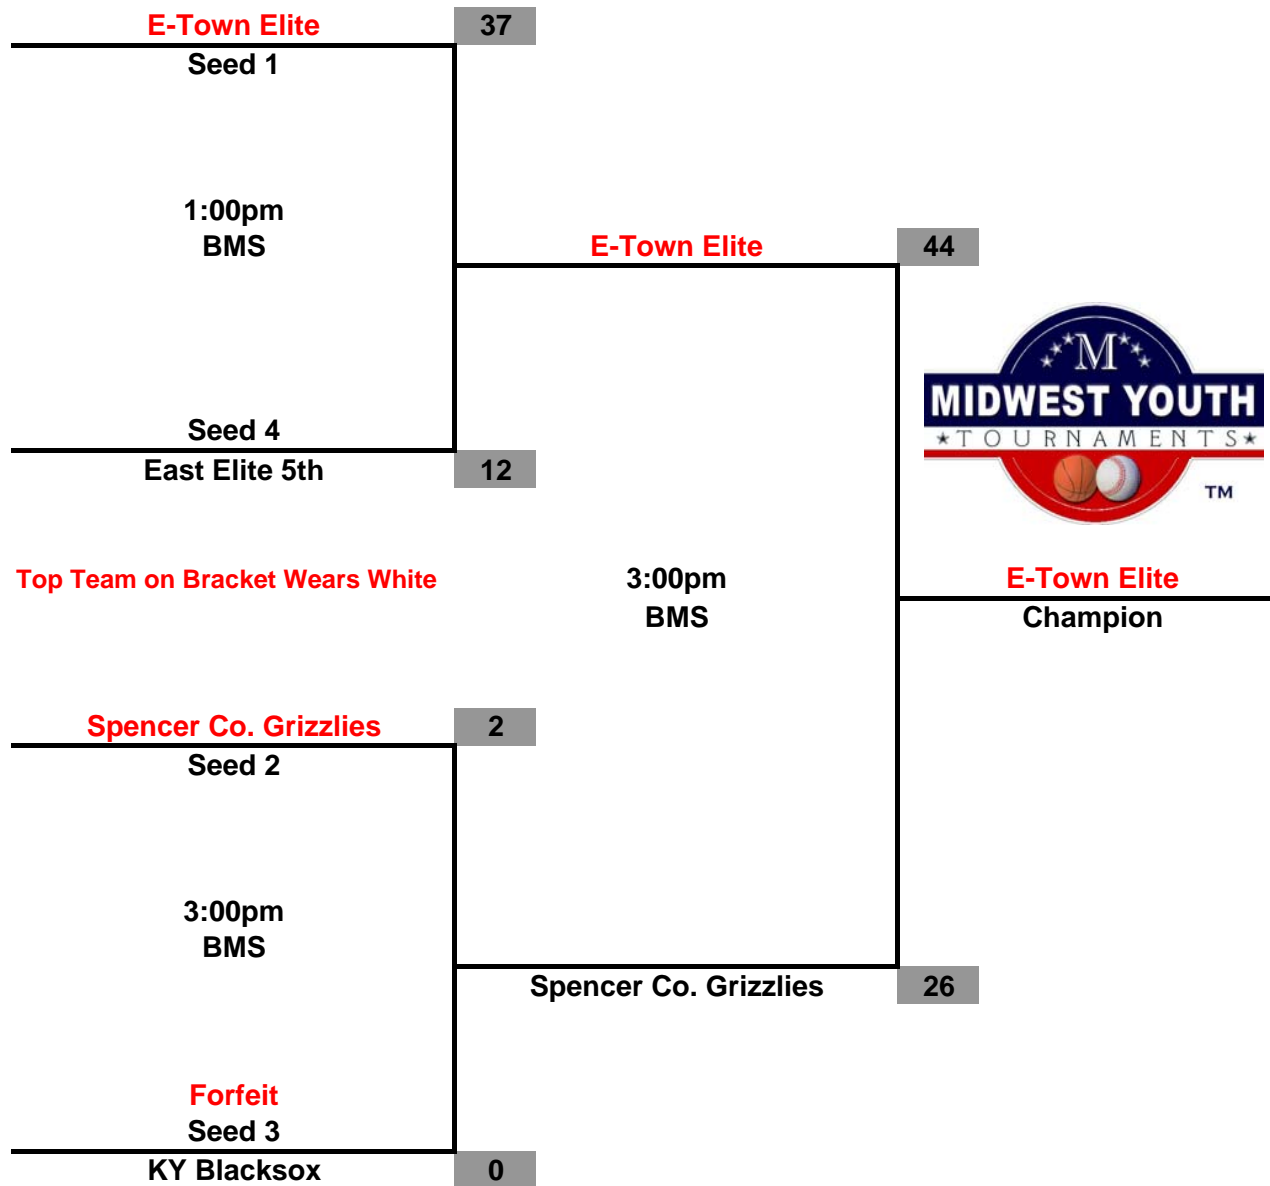 E-Town Elite 37
Seed 1
1:00pm
BMS
E-Town Elite 44
M
MIDWEST YOUTH
TOURNAMENTS
TM
Seed 4
East Elite 5th 12
Top Team on Bracket Wears White
3:00pm
BMS
E-Town Elite
Champion
Spencer Co. Grizzlies 2
Seed 2
3:00pm
BMS
Spencer Co. Grizzlies 26
Forfeit
Seed 3
KY Blacksox 0